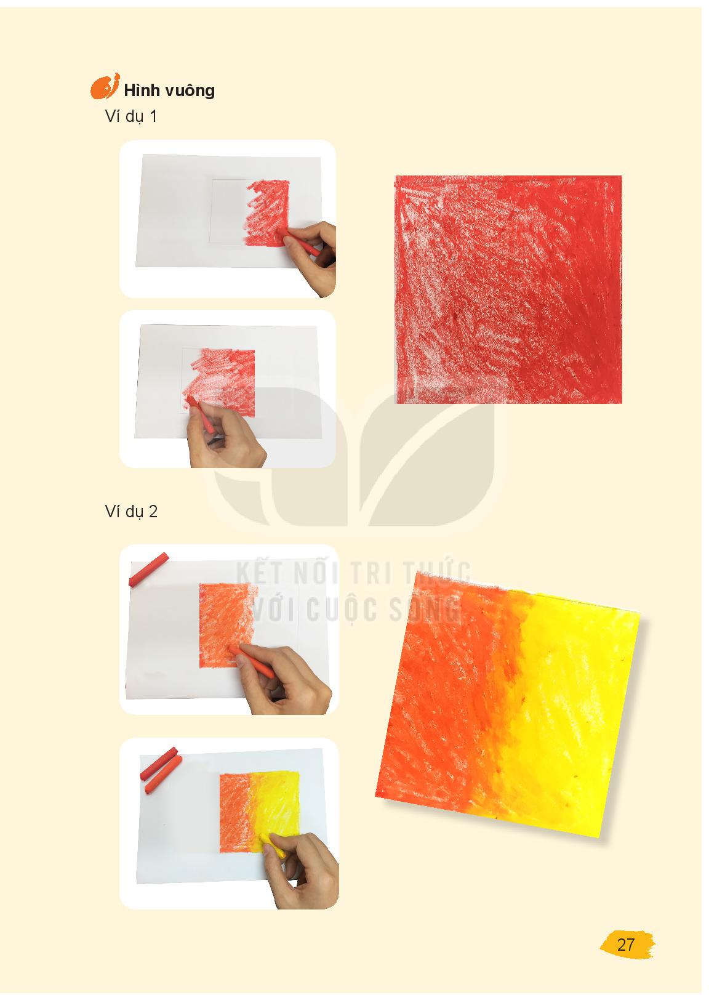 Hình vuông
Ví dụ 1
Ví dụ 2
KẾT NỐI TRI THỨC
VỚI CUỘC SỐNG
27